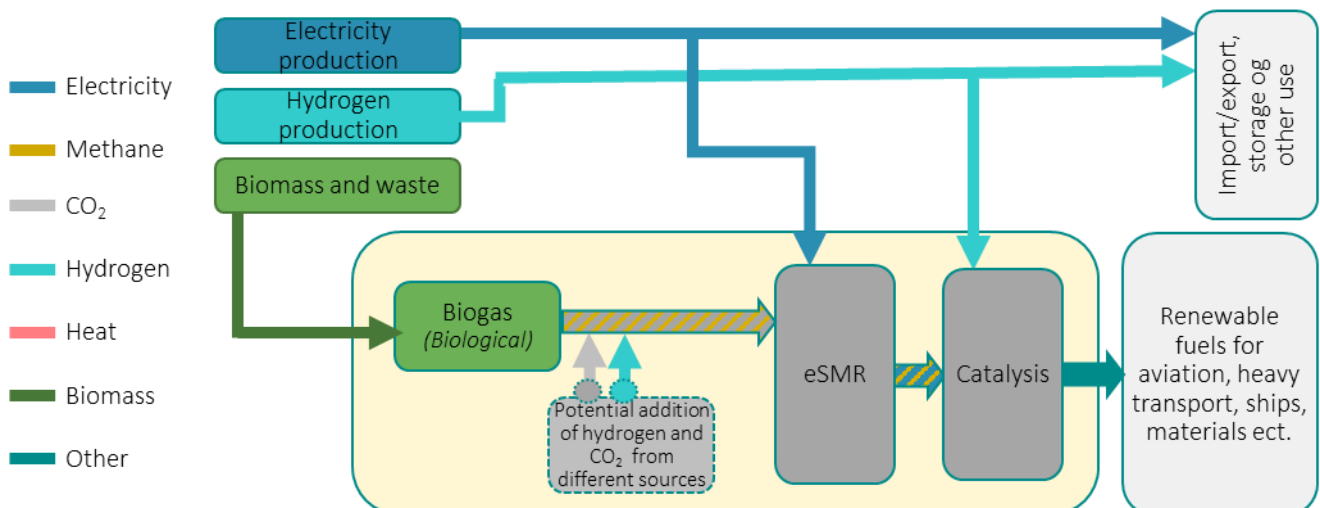 Electricity
production
Hydrogen
production
Biomass and waste
Import/export,
storage og
other use
Electricity
Methane
CO₂
Hydrogen
Heat
Biomass
Other
Biogas
(Biological)
Potential addition
of hydrogen and
CO₂ from
different sources
eSMR
Catalysis
Renewable
fuels for
aviation, heavy
transport, ships,
materials ect.